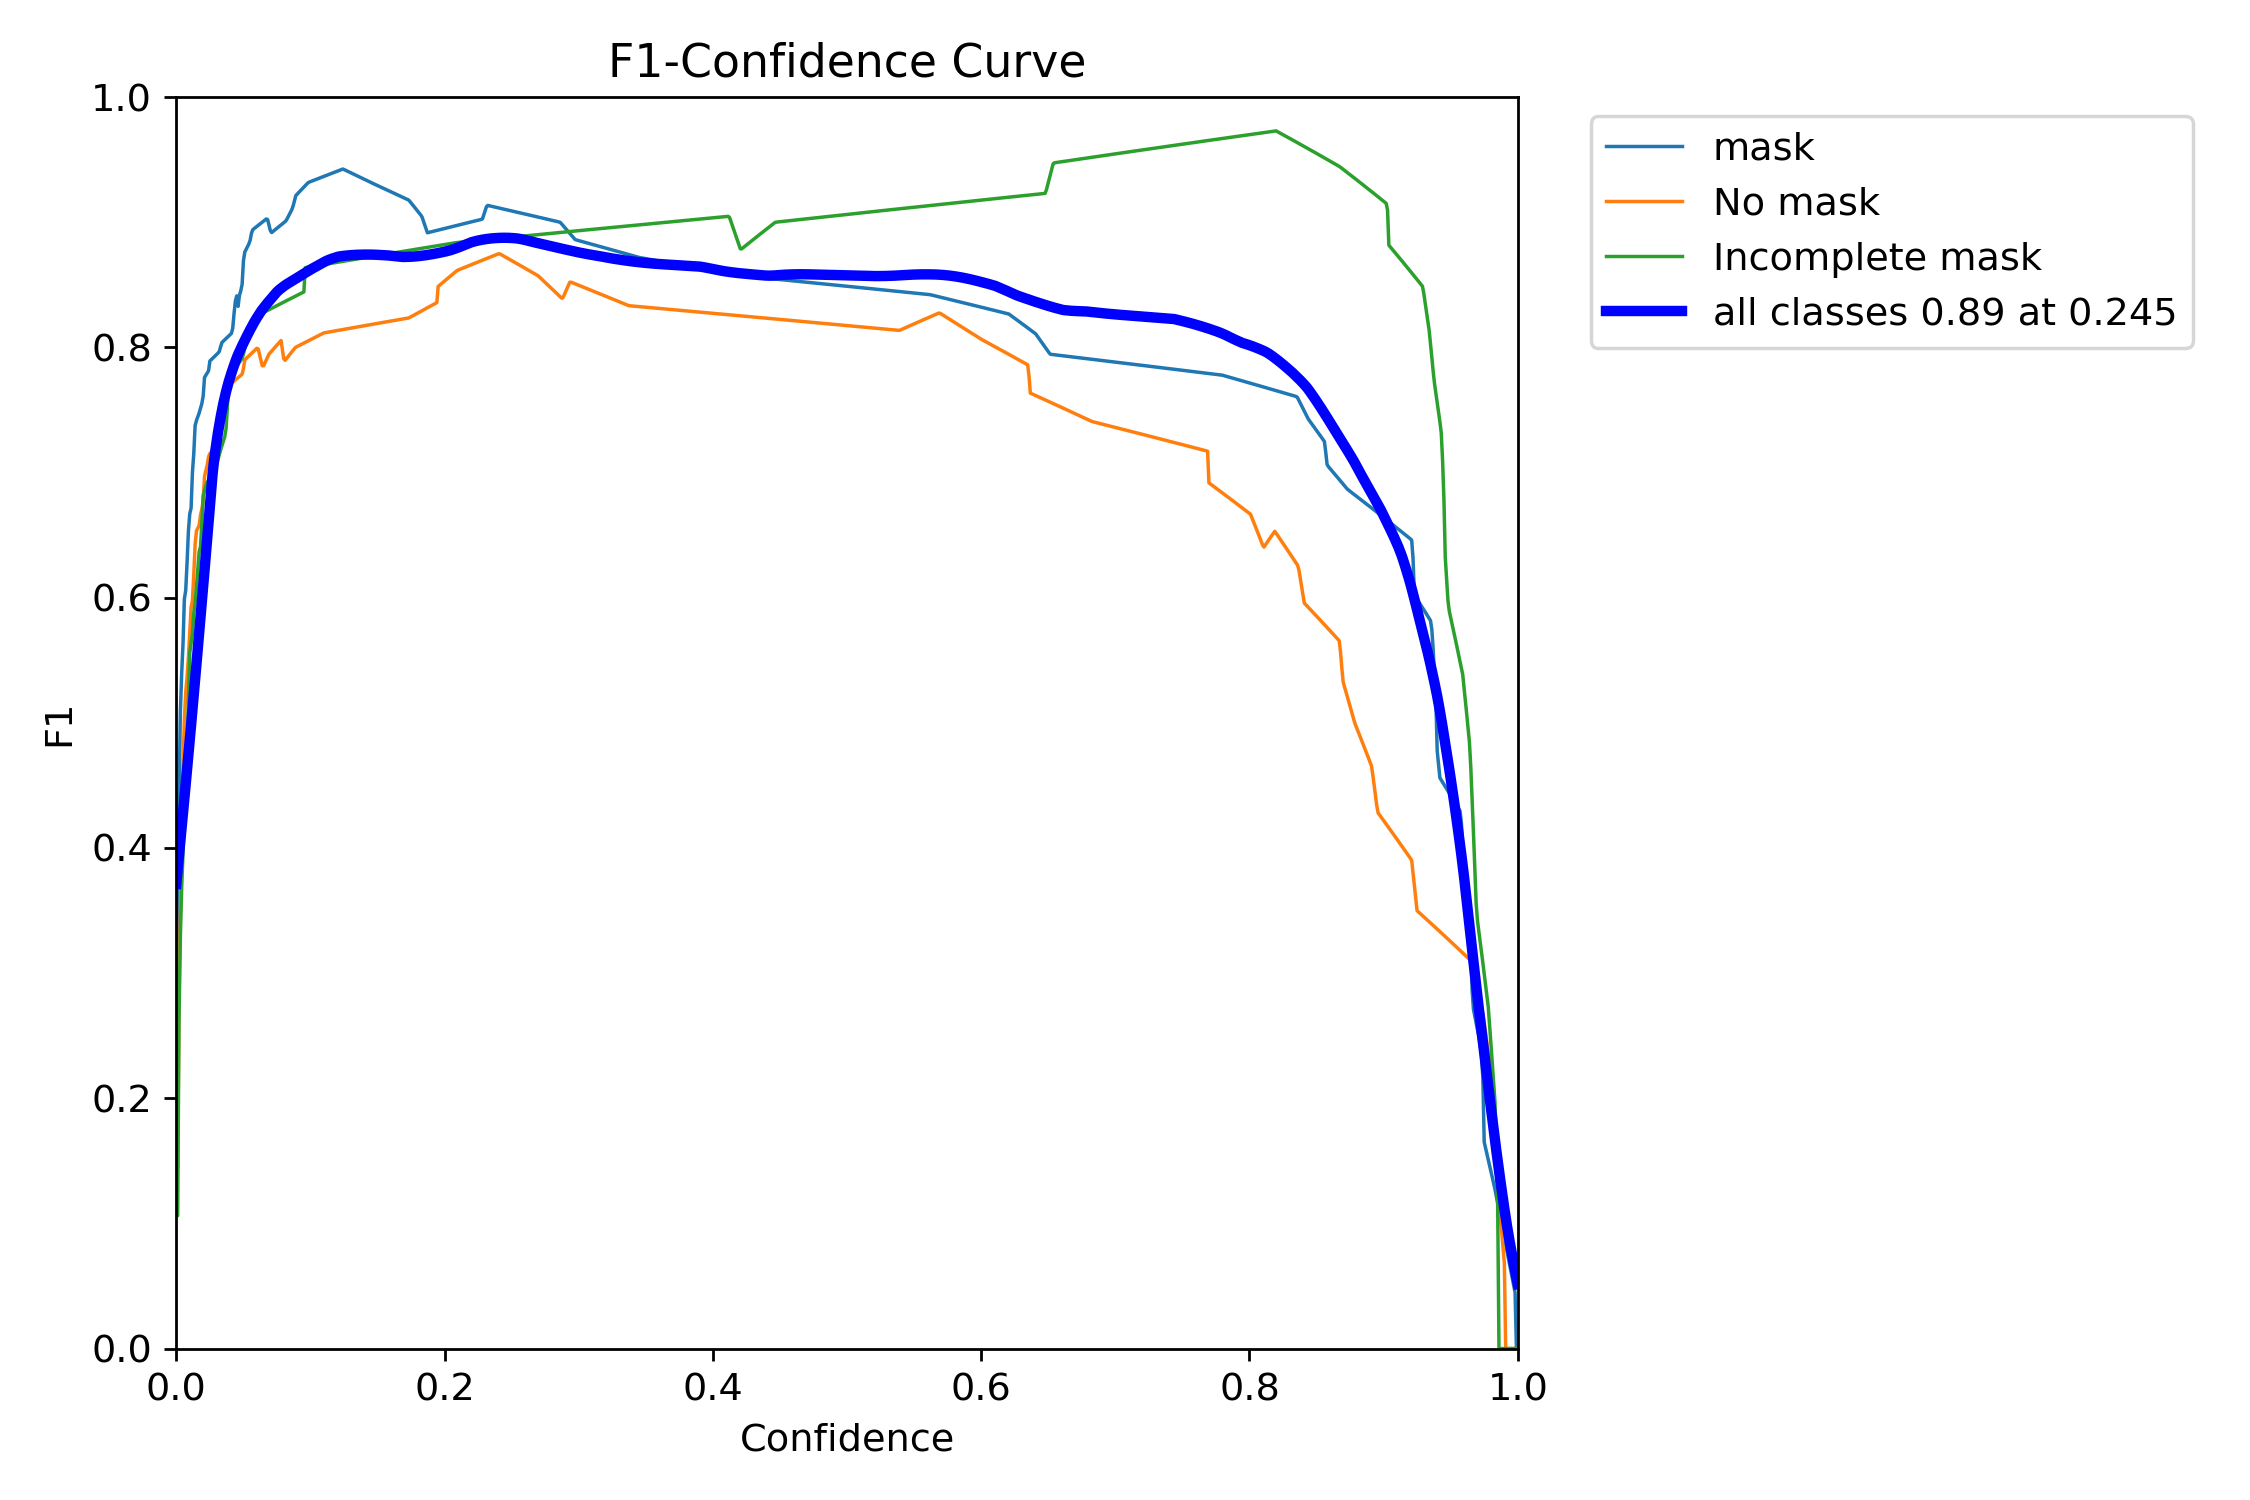 F1-Confidence Curve
1.0
0.8
0.6
0.4
0.2
0.0
F1
0.0 0.2 0.4 0.6 0.8 1.0
Confidence
mask
No mask
Incomplete mask
all classes 0.89 at 0.245